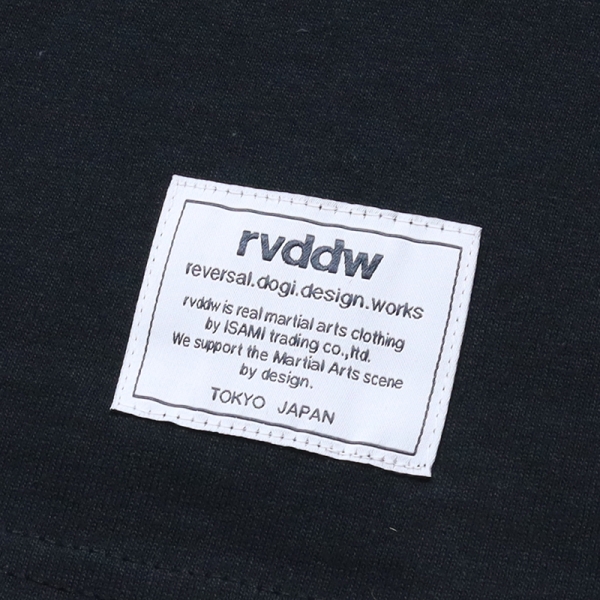 rvddw
reversal.dogi.design.works
rvddw is real martial arts clothing
by ISAMI trading co.,ltd.
We support the Martial Arts scene
by design.
TOKYO JAPAN